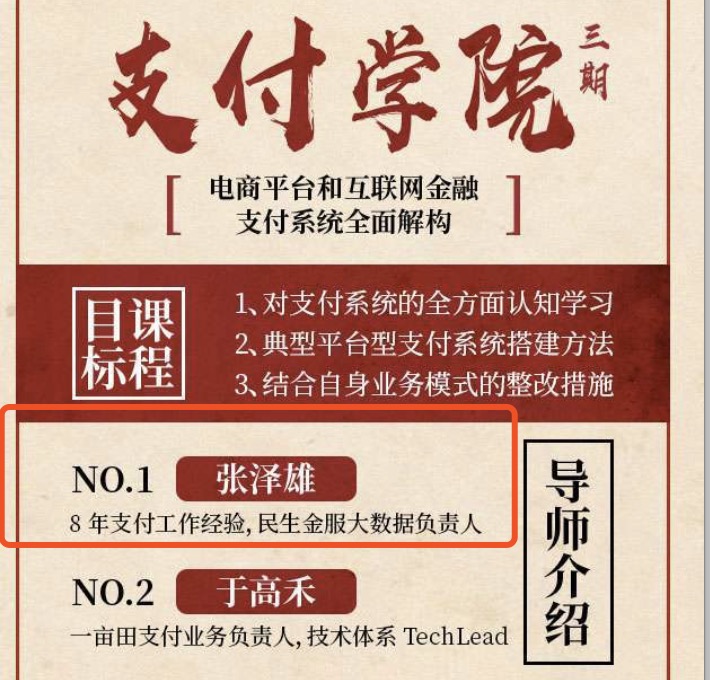 支付学院 三期
电商平台和互联网金融
支付系统全面解构
课程目标
1、对支付系统的全方面认知学习
2、典型平台型支付系统搭建方法
3、结合自身业务模式的整改措施
导师介绍
NO.1 张泽雄
8 年支付工作经验, 民生金服大数据负责人
NO.2 于高禾
一亩田支付业务负责人, 技术体系 TechLead